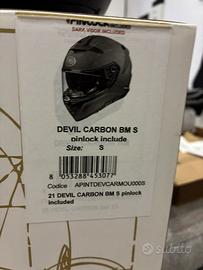 DARK VISOR INCLUDED
DEVIL CARBON BM S
pinlock include
Size: S
8 053288 453077
Codice : APINTDEVCARMOU000S
21 DEVIL CARBON BM S pinlock
included
subito